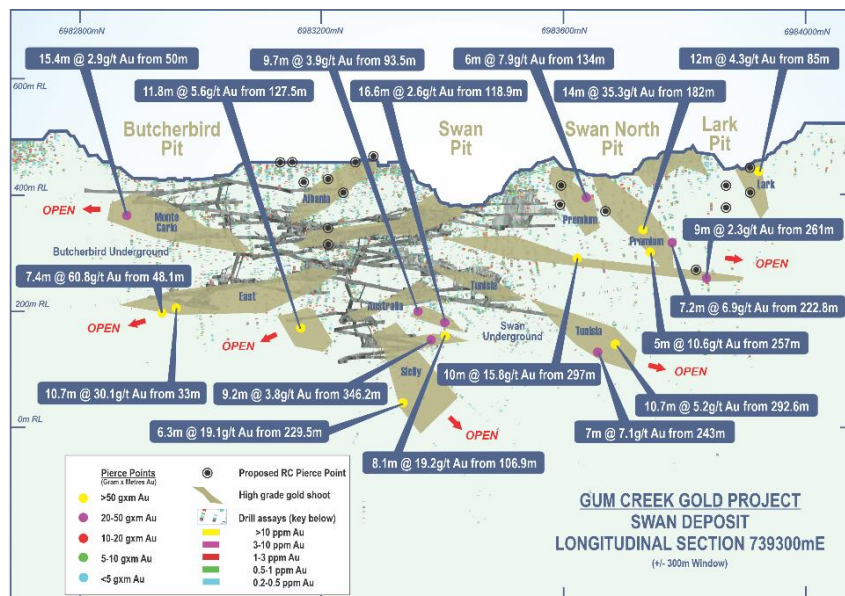 6982800mN
6983200mN
6983600mN
6984000mN
15.4m @ 2.9g/t Au from 50m
9.7m @ 3.9g/t Au from 93.5m
6m @ 7.9g/t Au from 134m
12m @ 4.3g/t Au from 85m
11.8m @ 5.6g/t Au from 127.5m
16.6m @ 2.6g/t Au from 118.9m
14m @ 35.3g/t Au from 182m
600m RL
Butcherbird
Pit
Swan
Pit
Swan North
Pit
Lark
Pit
400m RL
OPEN
Monte
Carlo
Albania
Premium
Premium
Lark
9m @ 2.3g/t Au from 261m
OPEN
Butcherbird Underground
7.4m @ 60.8g/t Au from 48.1m
East
Australia
Tunisia
Swan
Underground
Tunisia
7.2m @ 6.9g/t Au from 222.8m
200m RL
OPEN
OPEN
5m @ 10.6g/t Au from 257m
OPEN
10.7m @ 30.1g/t Au from 33m
9.2m @ 3.8g/t Au from 346.2m
Sicily
10m @ 15.8g/t Au from 297m
10.7m @ 5.2g/t Au from 292.6m
0m RL
6.3m @ 19.1g/t Au from 229.5m
OPEN
7m @ 7.1g/t Au from 243m
8.1m @ 19.2g/t Au from 106.9m
Pierce Points
(Gram x Metres Au)
>50 gxm Au
20-50 gxm Au
10-20 gxm Au
5-10 gxm Au
<5 gxm Au
Proposed RC Pierce Point
High grade gold shoot
Drill assays (key below)
>10 ppm Au
3-10 ppm Au
1-3 ppm Au
0.5-1 ppm Au
0.2-0.5 ppm Au
GUM CREEK GOLD PROJECT
SWAN DEPOSIT
LONGITUDINAL SECTION 739300mE
(+/- 300m Window)